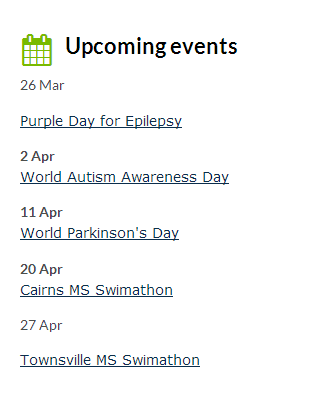 Upcoming events
26 Mar
Purple Day for Epilepsy
2 Apr
World Autism Awareness Day
11 Apr
World Parkinson's Day
20 Apr
Cairns MS Swimathon
27 Apr
Townsville MS Swimathon